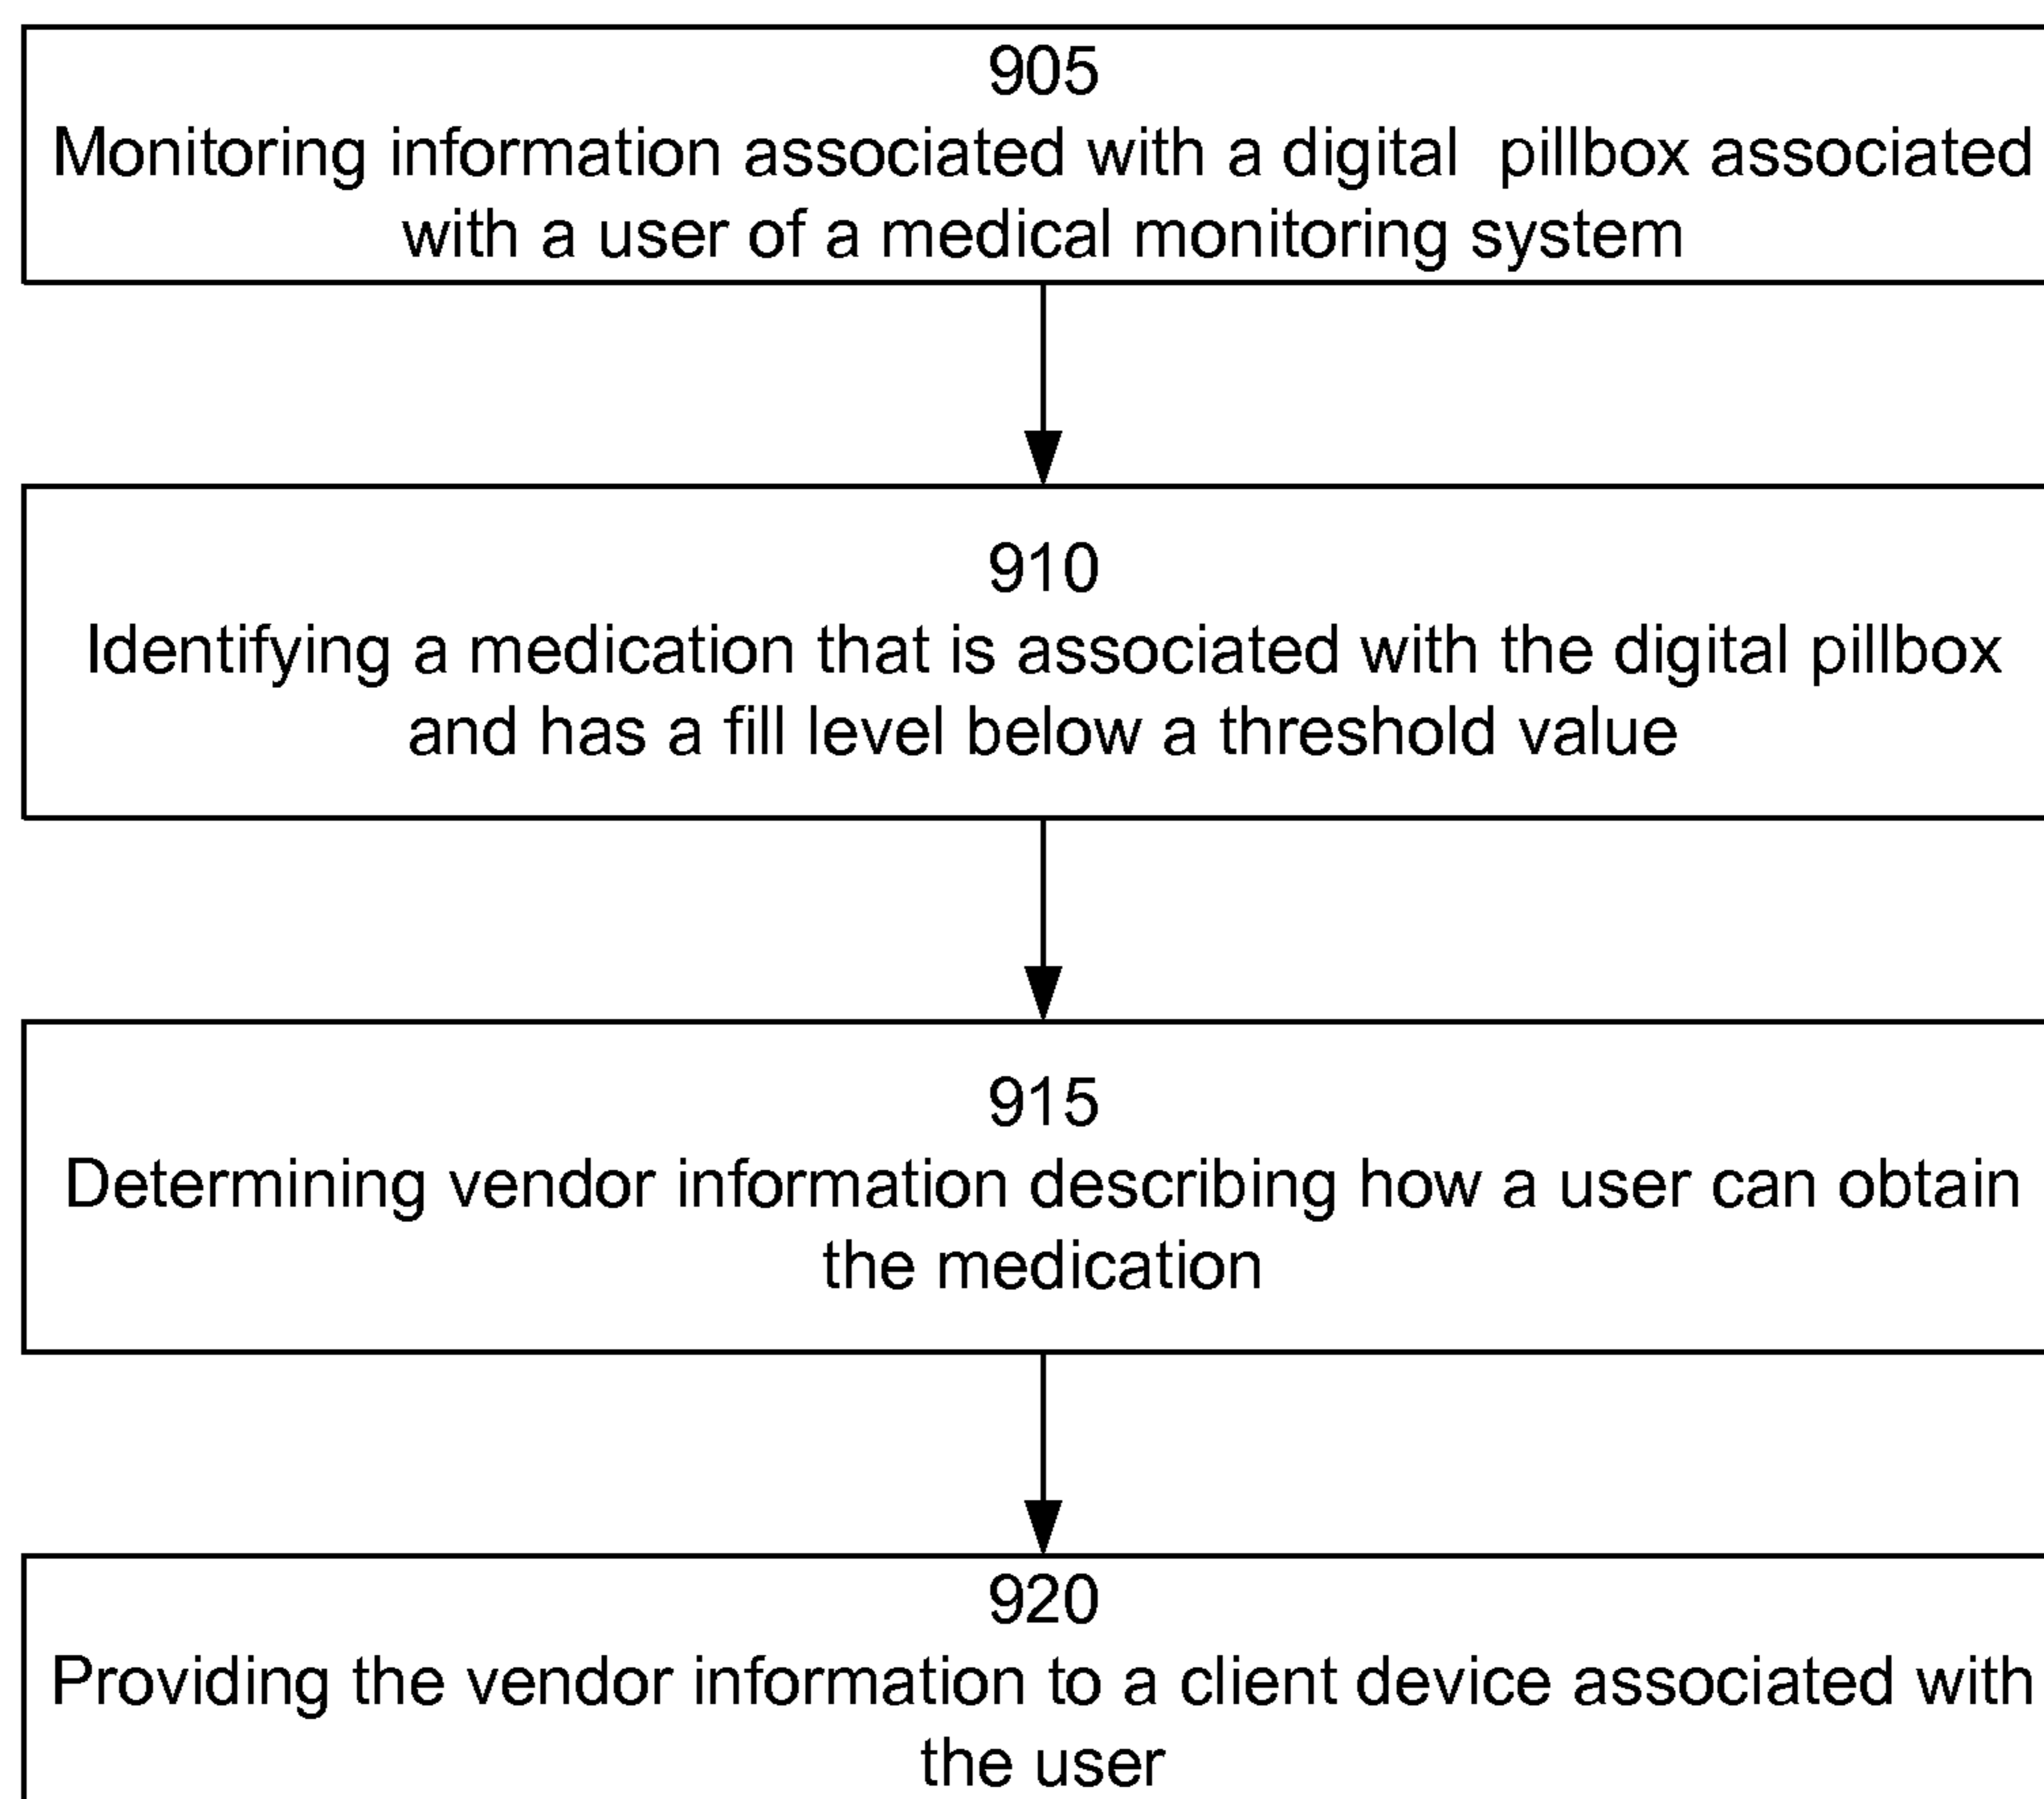 905
Monitoring information associated with a digital pillbox associated
with a user of a medical monitoring system
910
Identifying a medication that is associated with the digital pillbox
and has a fill level below a threshold value
915
Determining vendor information describing how a user can obtain
the medication
920
Providing the vendor information to a client device associated with
the user